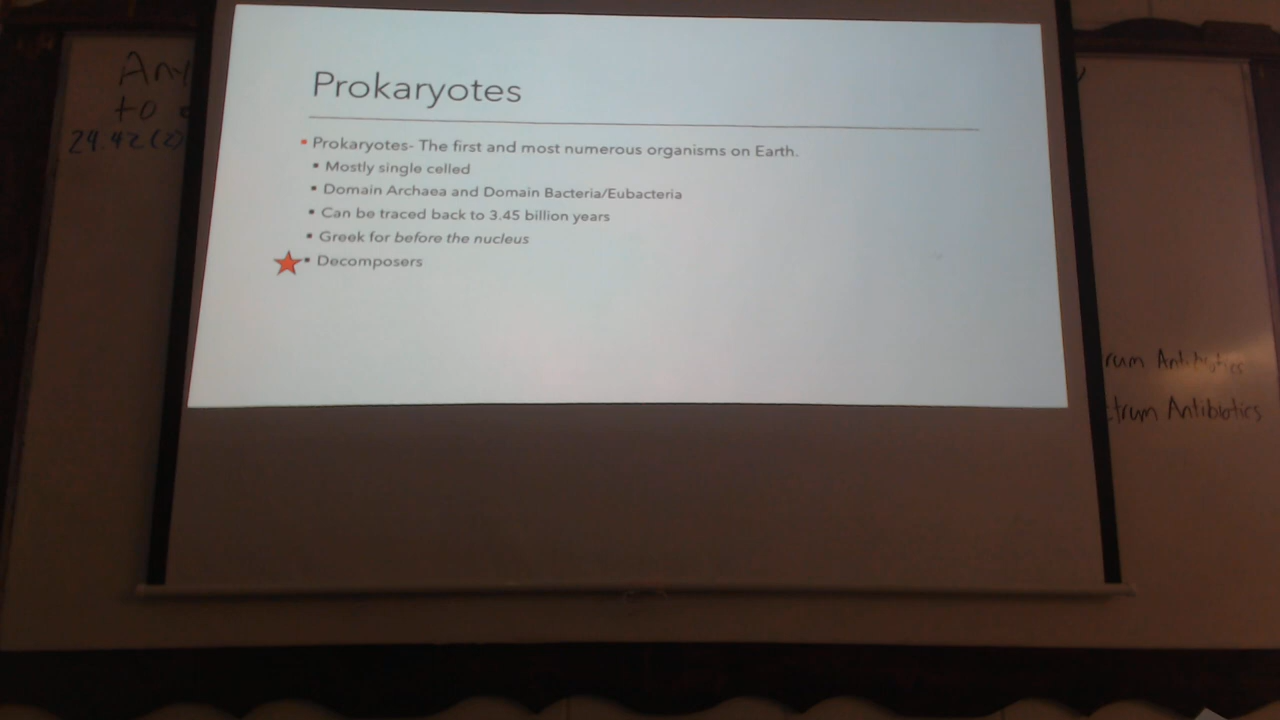 Prokaryotes
Prokaryotes- The first and most numerous organisms on Earth.
Mostly single celled
Domain Archaea and Domain Bacteria/Eubacteria
Can be traced back to 3.45 billion years
Greek for before the nucleus
Decomposers
to
24.42 (2)
rum Antibiotics
trum Antibiotics